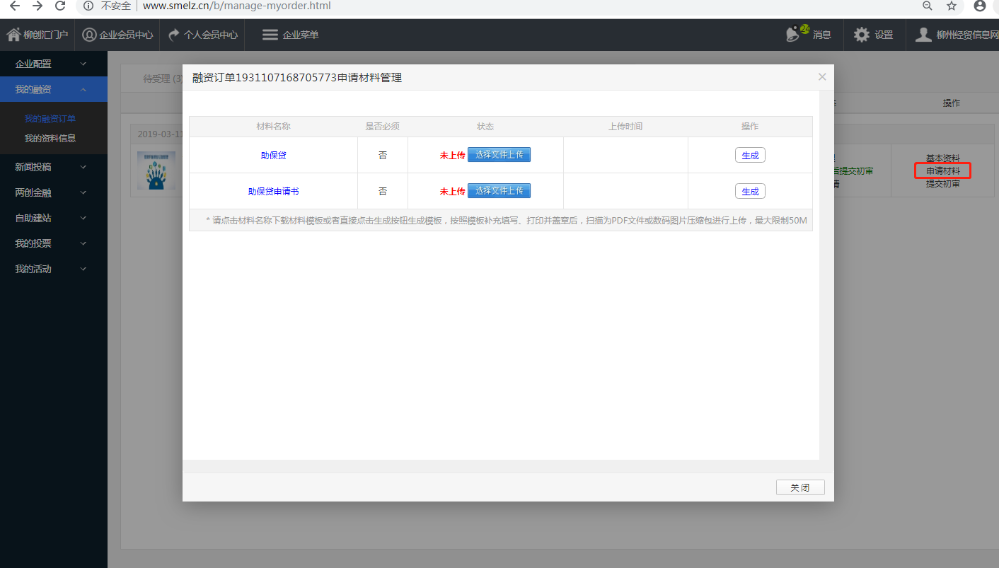 不安全 www.smelz.cn/b/manage-myorder.html
柳创汇门户 企业会员中心 个人会员中心 企业菜单 24 消息 设置 柳州经贸信息网
企业配置
我的融资
我的融资订单
我的资料信息
新闻投稿
两创金融
自助建站
我的投票
我的活动
待受理 (3)
操作
2019-03-11
基本资料
后提交初审 申请材料
提交初审
融资订单1931107168705773申请材料管理
材料名称 是否必须 状态 上传时间 操作
助保贷 否 未上传 选择文件上传 生成
助保贷申请书 否 未上传 选择文件上传 生成
* 请点击材料名称下载材料模板或者直接点击生成按钮生成模板，按照模板补充填写、打印并盖章后，扫描为PDF文件或数码图片压缩包进行上传，最大限制50M
关闭